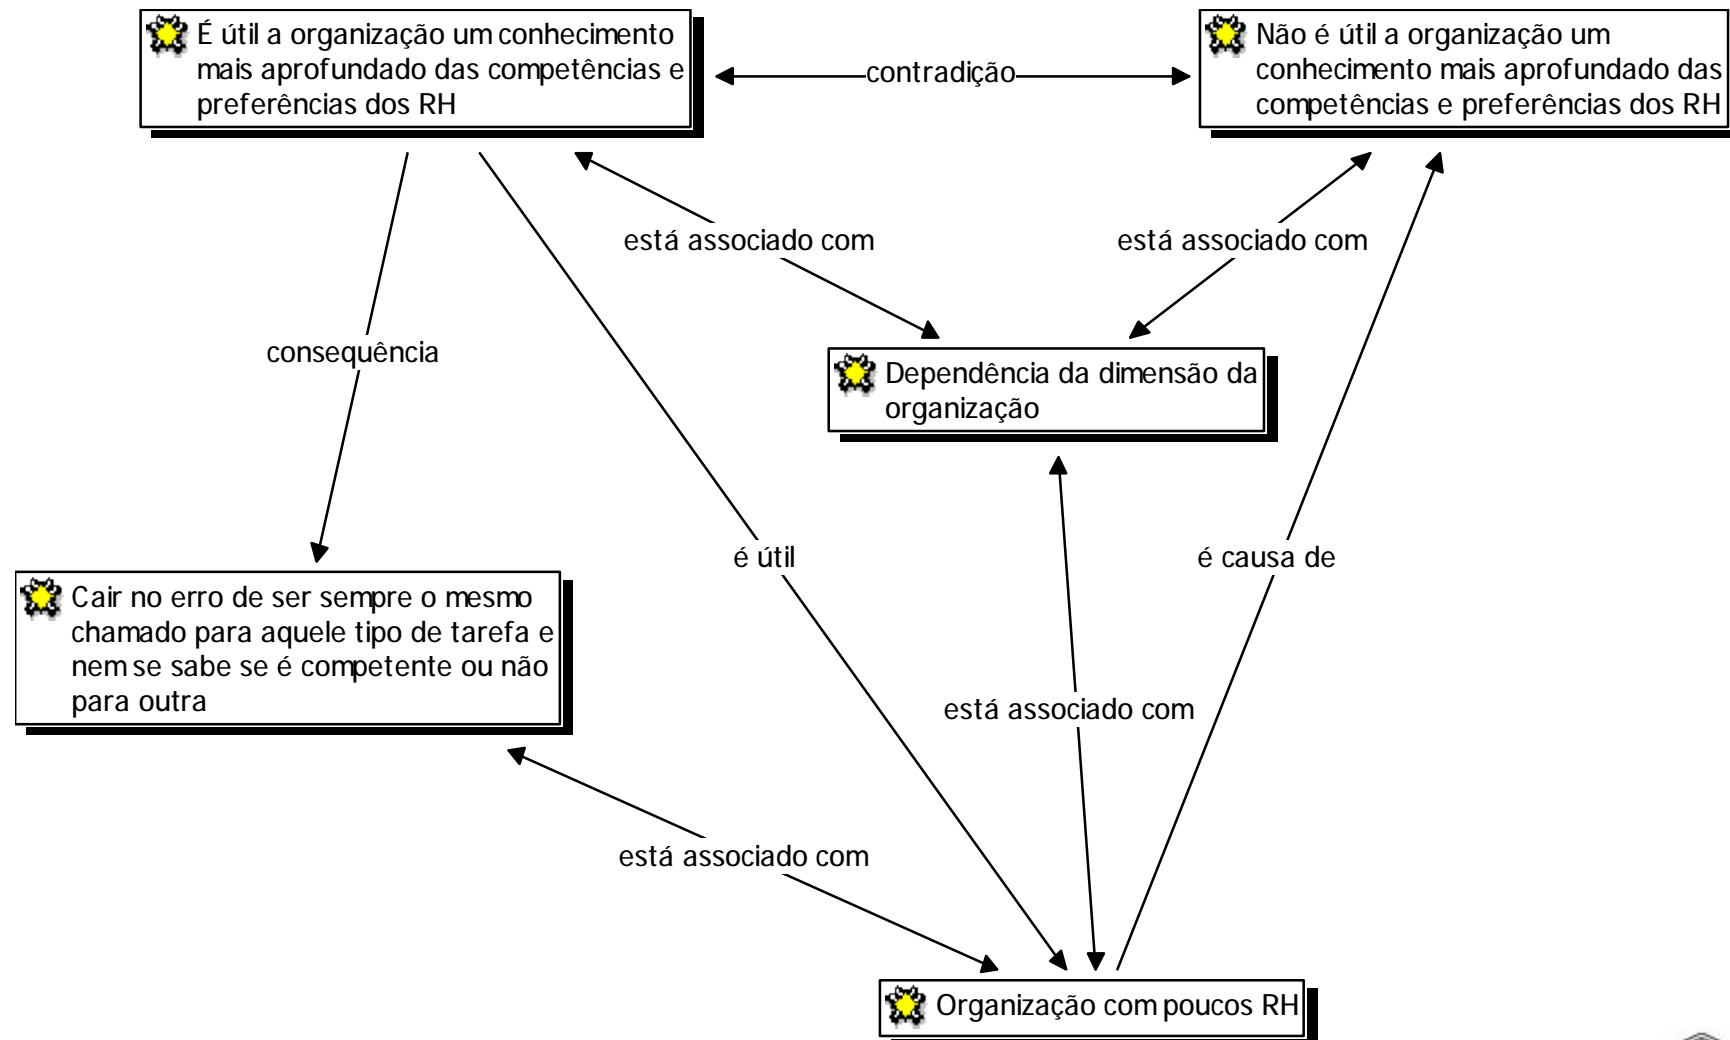 É útil a organização um conhecimento
mais aprofundado das competências e
preferências dos RH
contradição
Não é útil a organização um
conhecimento mais aprofundado das
competências e preferências dos RH
está associado com
está associado com
consequência
Dependência da dimensão da
organização
é útil
é causa de
Cair no erro de ser sempre o mesmo
chamado para aquele tipo de tarefa e
nem se sabe se é competente ou não
para outra
está associado com
está associado com
Organização com poucos RH